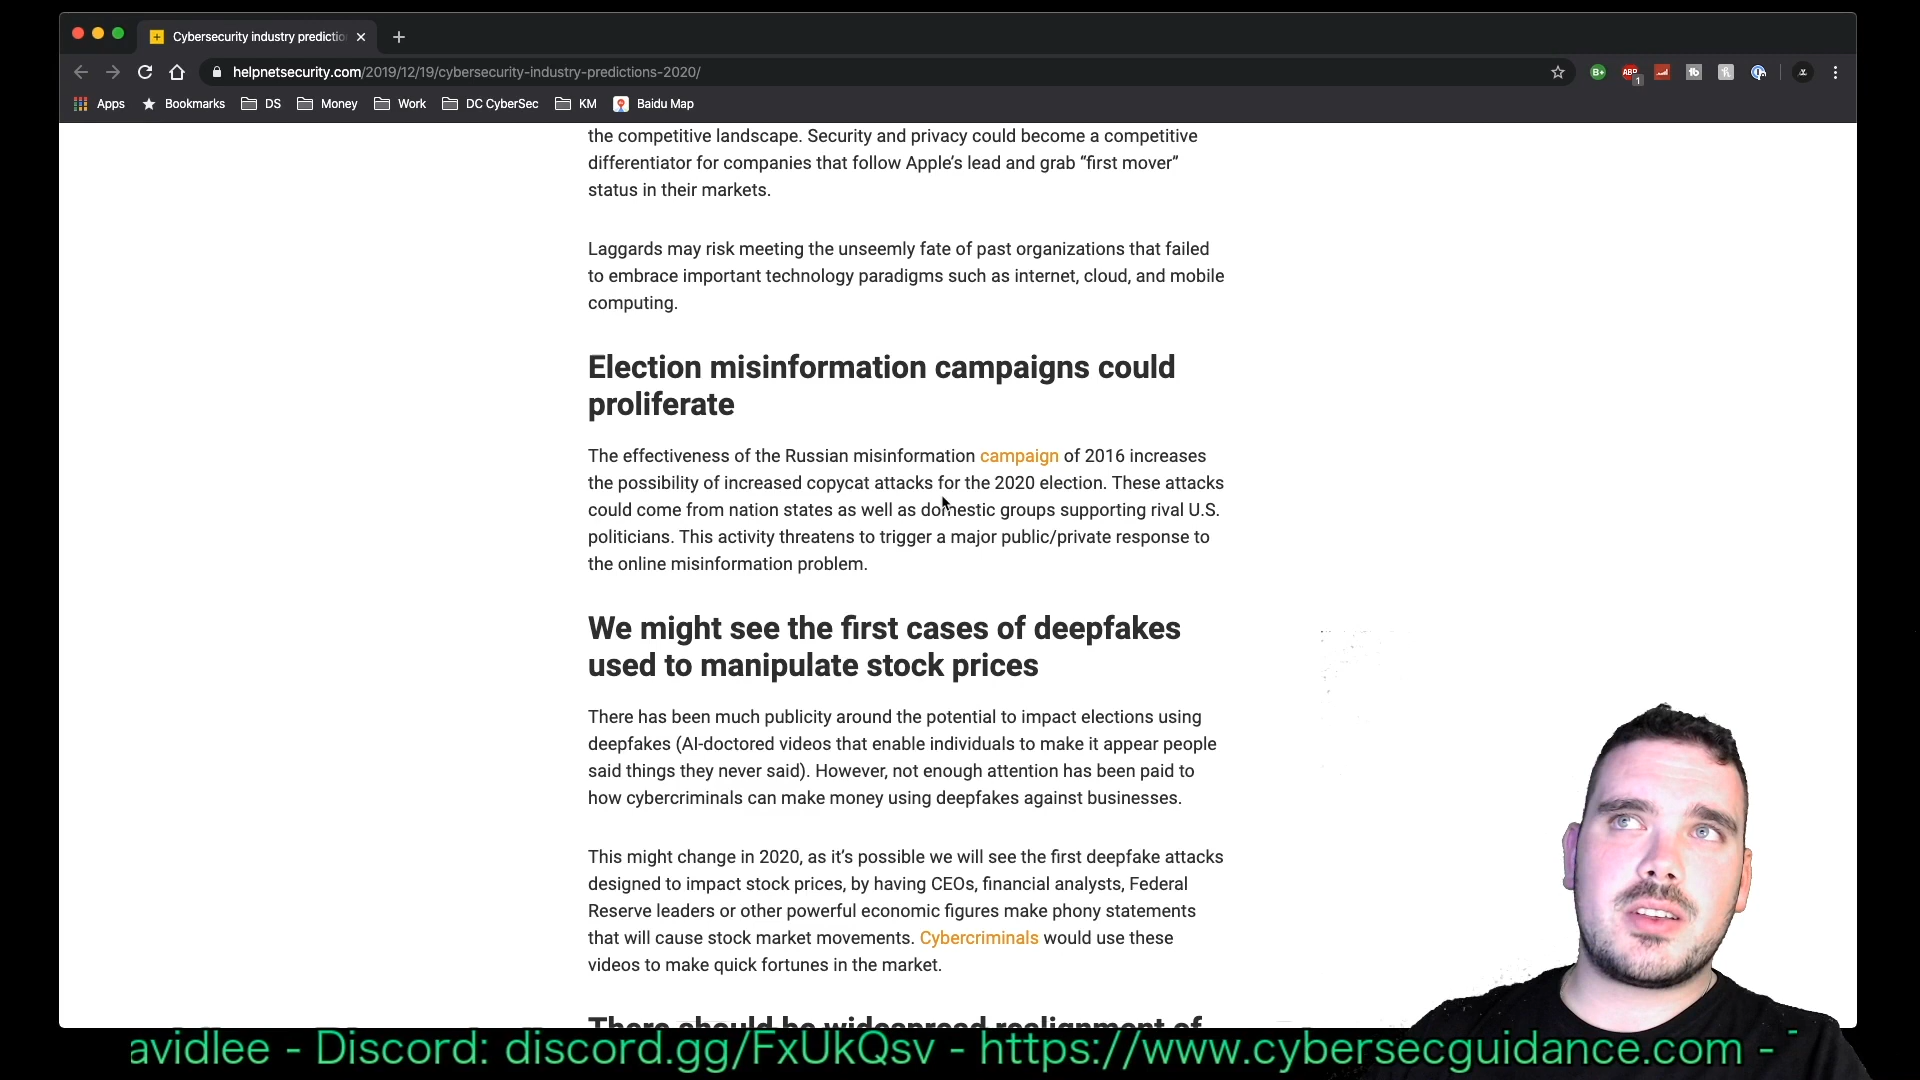 Cybersecurity industry predictio
helpnetsecurity.com/2019/12/19/cybersecurity-industry-predictions-2020/
B+
ABP
1
tb
Apps
Bookmarks
DS
Money
Work
DC CyberSec
KM
Baidu Map
the competitive landscape. Security and privacy could become a competitive
differentiator for companies that follow Apple’s lead and grab “first mover”
status in their markets.
Laggards may risk meeting the unseemly fate of past organizations that failed
to embrace important technology paradigms such as internet, cloud, and mobile
computing.
Election misinformation campaigns could
proliferate
The effectiveness of the Russian misinformation campaign of 2016 increases
the possibility of increased copycat attacks for the 2020 election. These attacks
could come from nation states as well as domestic groups supporting rival U.S.
politicians. This activity threatens to trigger a major public/private response to
the online misinformation problem.
We might see the first cases of deepfakes
used to manipulate stock prices
There has been much publicity around the potential to impact elections using
deepfakes (AI-doctored videos that enable individuals to make it appear people
said things they never said). However, not enough attention has been paid to
how cybercriminals can make money using deepfakes against businesses.
This might change in 2020, as it’s possible we will see the first deepfake attacks
designed to impact stock prices, by having CEOs, financial analysts, Federal
Reserve leaders or other powerful economic figures make phony statements
that will cause stock market movements. Cybercriminals would use these
videos to make quick fortunes in the market.
There should be widespread realignment of
avidlee - Discord: discord.gg/FxUkQsv - https://www.cybersecguidance.com -